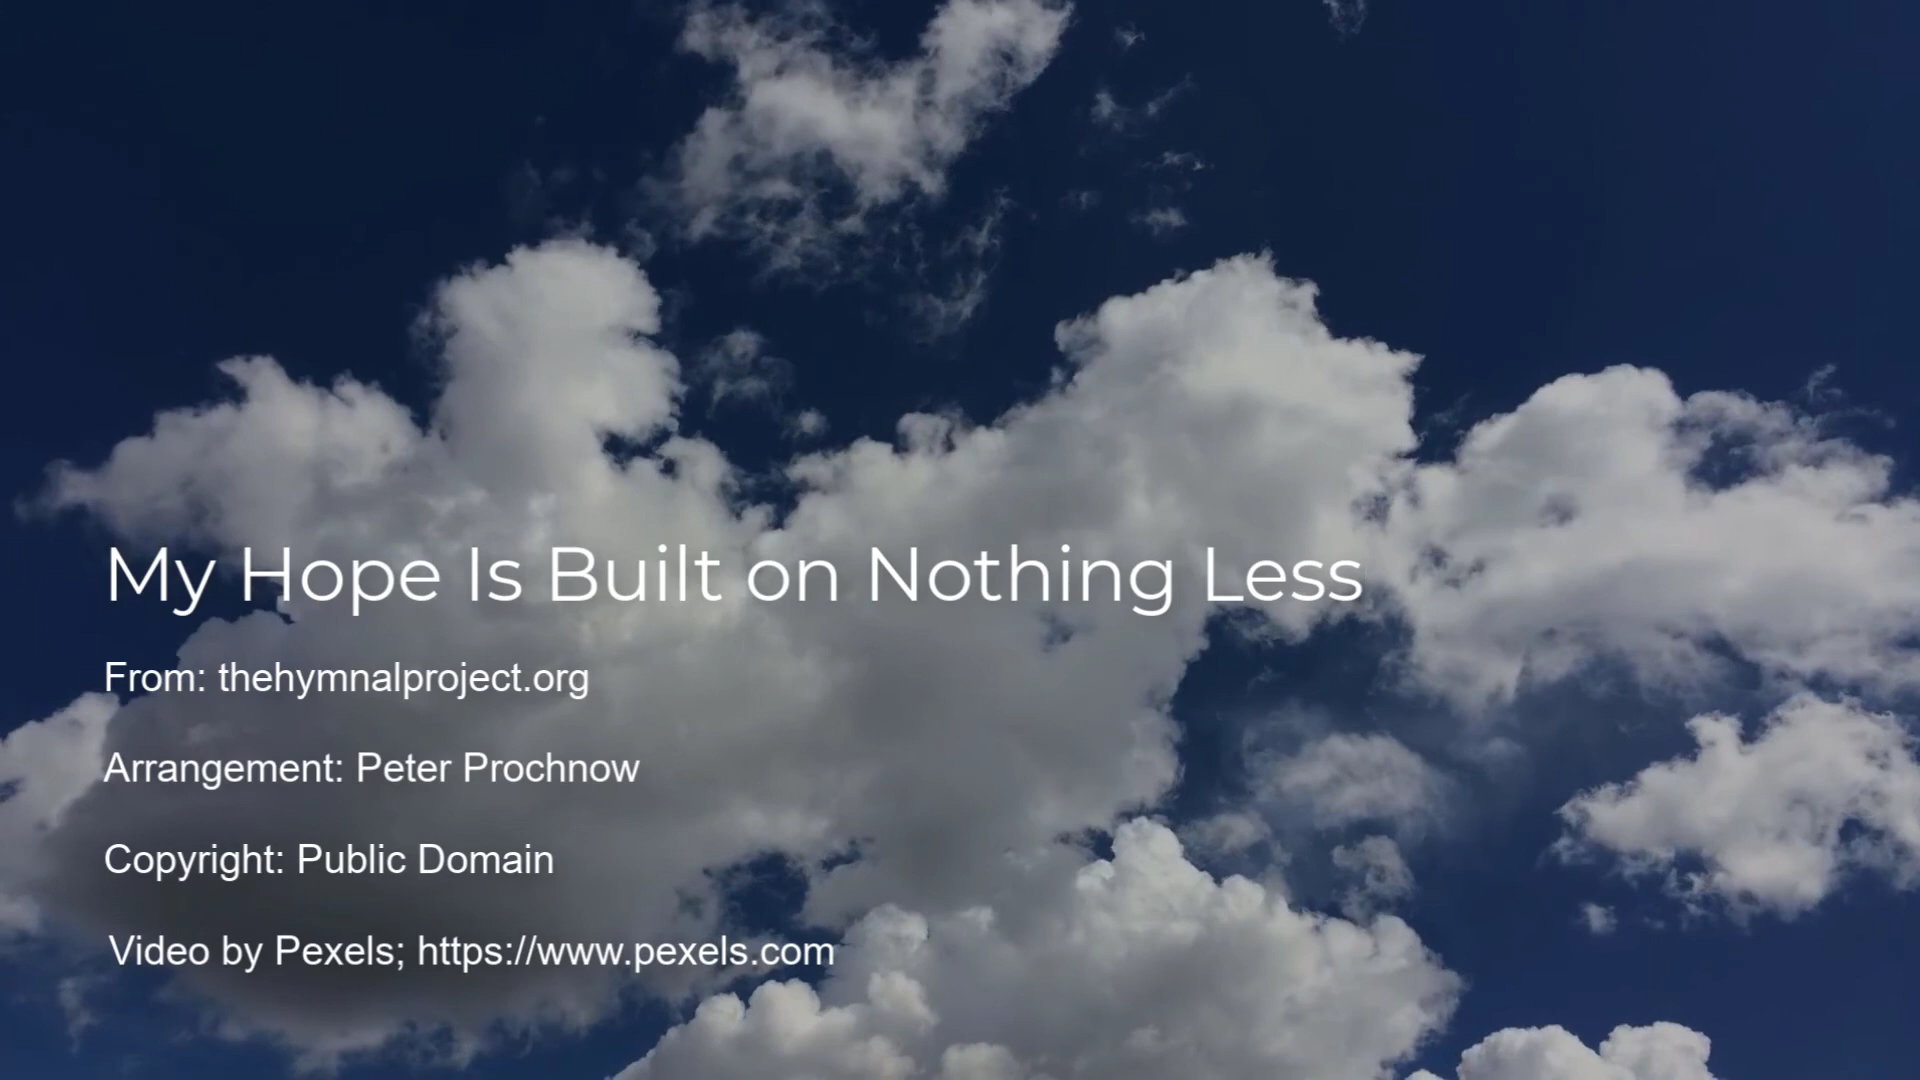 My Hope Is Built on Nothing Less
From: thehymnalproject.org
Arrangement: Peter Prochnow
Copyright: Public Domain
Video by Pexels; https://www.pexels.com